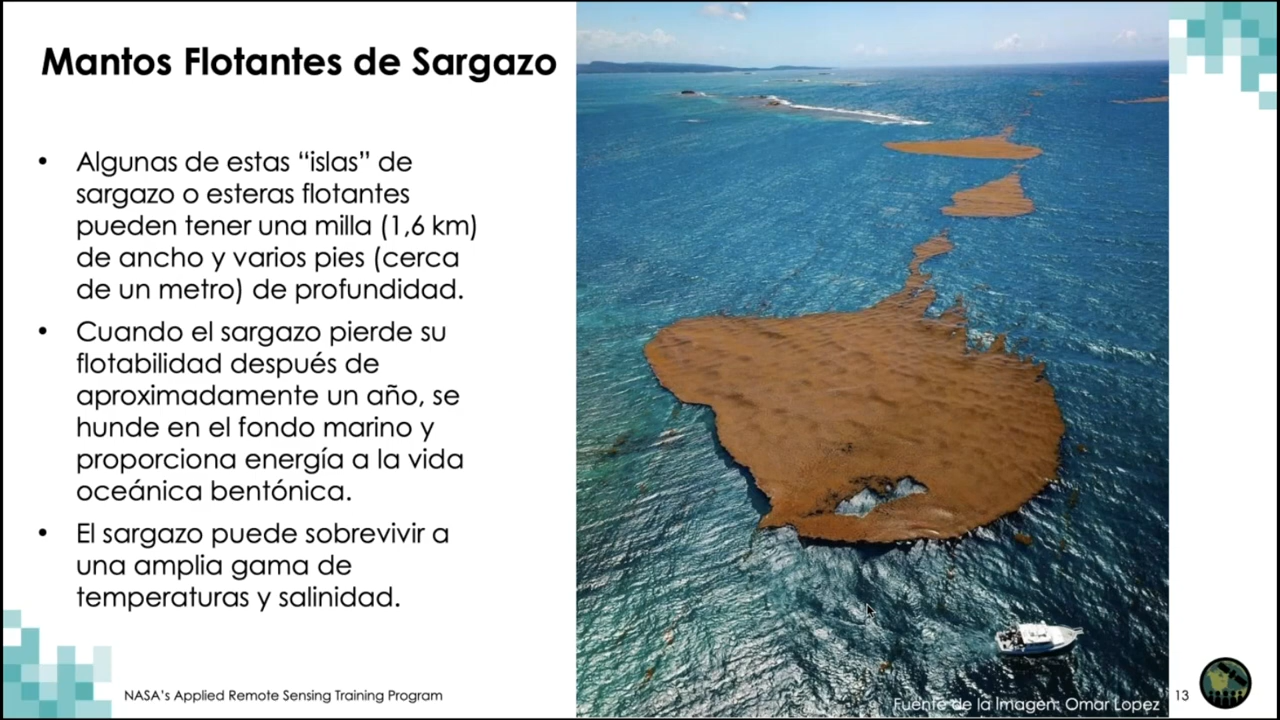 Mantos Flotantes de Sargazo
• Algunas de estas “islas” de
sargazo o esteras flotantes
pueden tener una milla (1,6 km)
de ancho y varios pies (cerca
de un metro) de profundidad.
• Cuando el sargazo pierde su
flotabilidad después de
aproximadamente un año, se
hunde en el fondo marino y
proporciona energía a la vida
oceánica bentónica.
• El sargazo puede sobrevivir a
una amplia gama de
temperaturas y salinidad.
NASA’s Applied Remote Sensing Training Program
Fuente de la Imagen: Omar Lopez
13